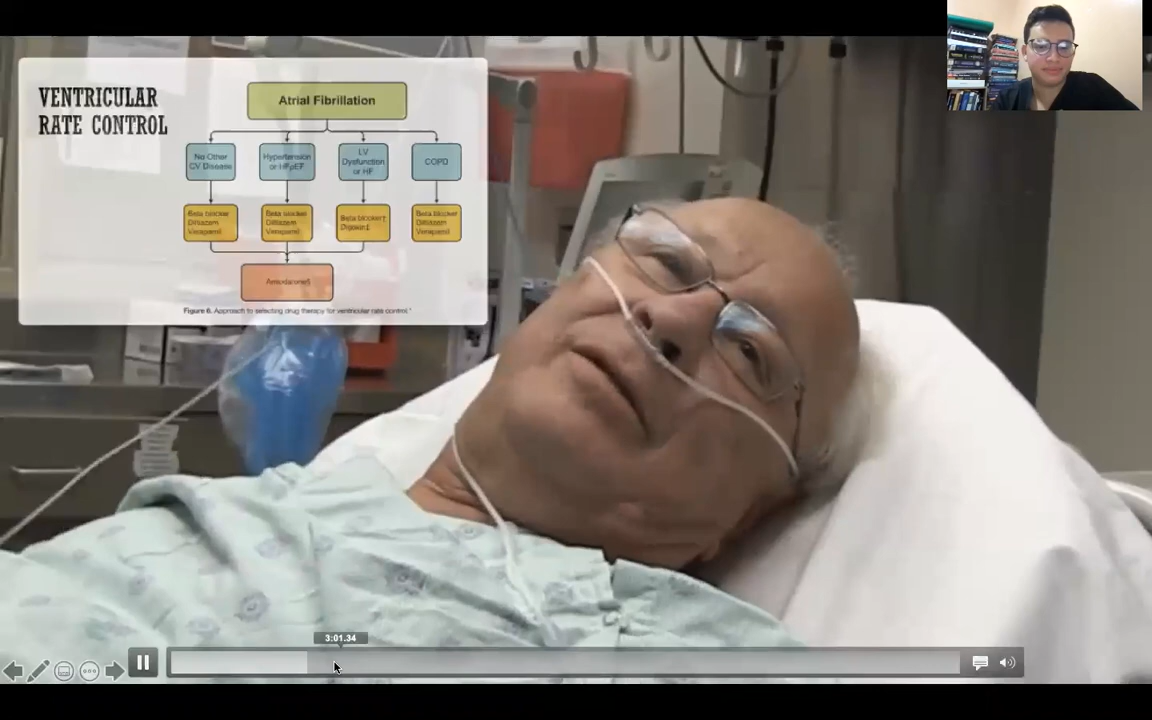 VENTRICULAR
RATE CONTROL
Atrial Fibrillation
No Other
CV Disease
Hypertension
or HFpEF
LV
Dysfunction
or HF
COPD
Beta blocker
Diltiazem
Verapamil
Beta blocker
Diltiazem
Verapamil
Beta blocker†
Digoxin‡
Beta blocker
Diltiazem
Verapamil
Amiodarone§
Figure 6. Approach to selecting drug therapy for ventricular rate control.*
3:01.34